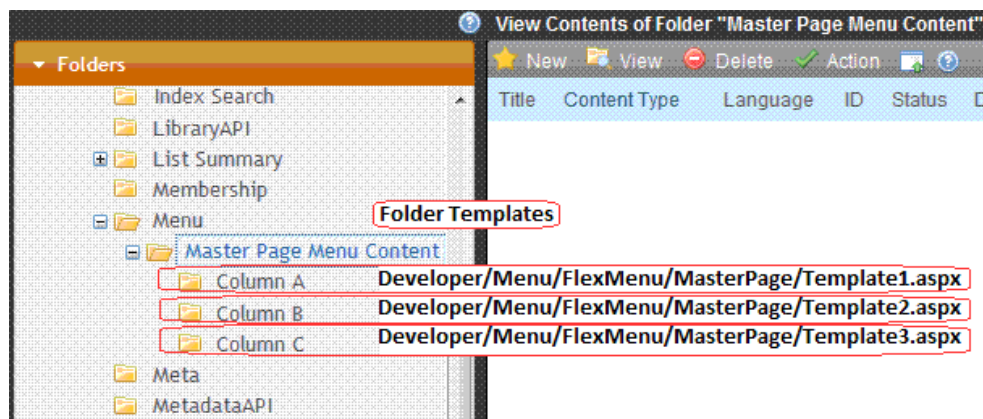 View Contents of Folder "Master Page Menu Content"
Folders
New View Delete Action
Title Content Type Language ID Status
Index Search
LibraryAPI
List Summary
Membership
Menu
Folder Templates
Master Page Menu Content
Column A Developer/Menu/FlexMenu/MasterPage/Template1.aspx
Column B Developer/Menu/FlexMenu/MasterPage/Template2.aspx
Column C Developer/Menu/FlexMenu/MasterPage/Template3.aspx
Meta
MetadataAPI